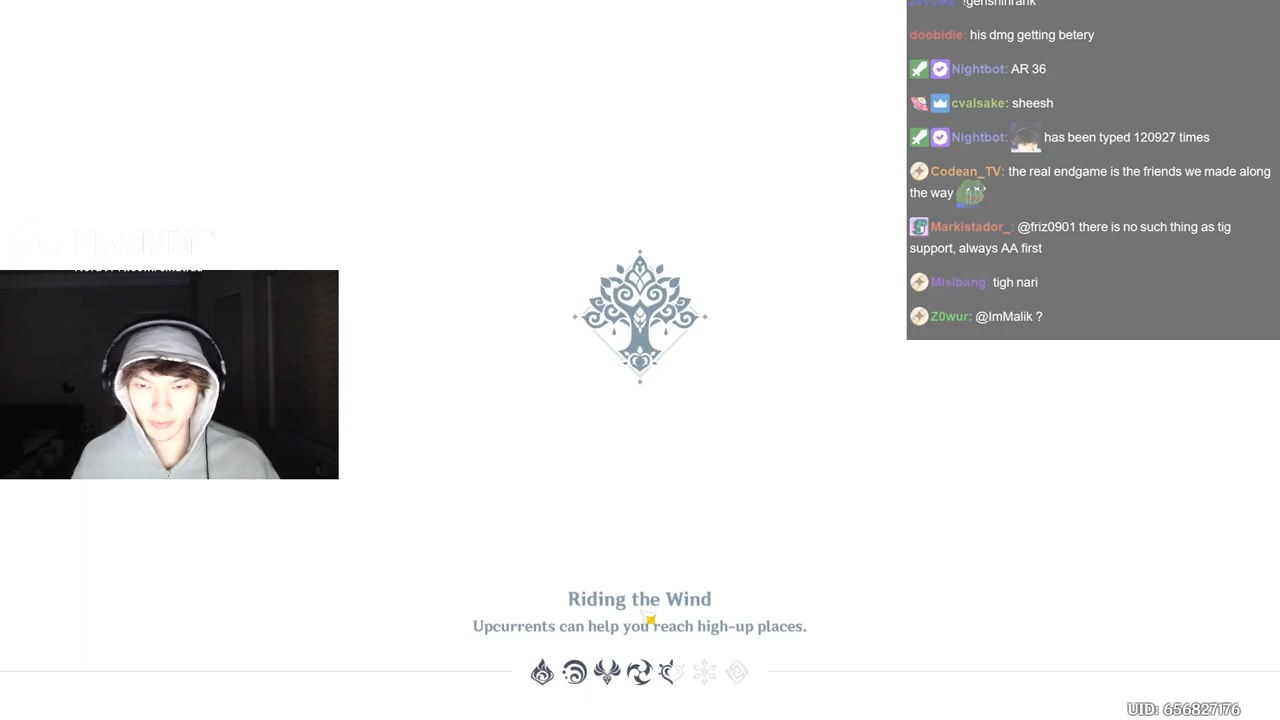 !genshinrank
doobidie: his dmg getting betery
Nightbot: AR 36
cvalsake: sheesh
Nightbot: has been typed 120927 times
Codean_TV: the real endgame is the friends we made along
the way
Markistador_: @friz0901 there is no such thing as tig
support, always AA first
Misibang: tigh nari
Z0wur: @ImMalik ?
NordVPN®
Riding the Wind
Upcurrents can help you reach high-up places.
UID: 656827176